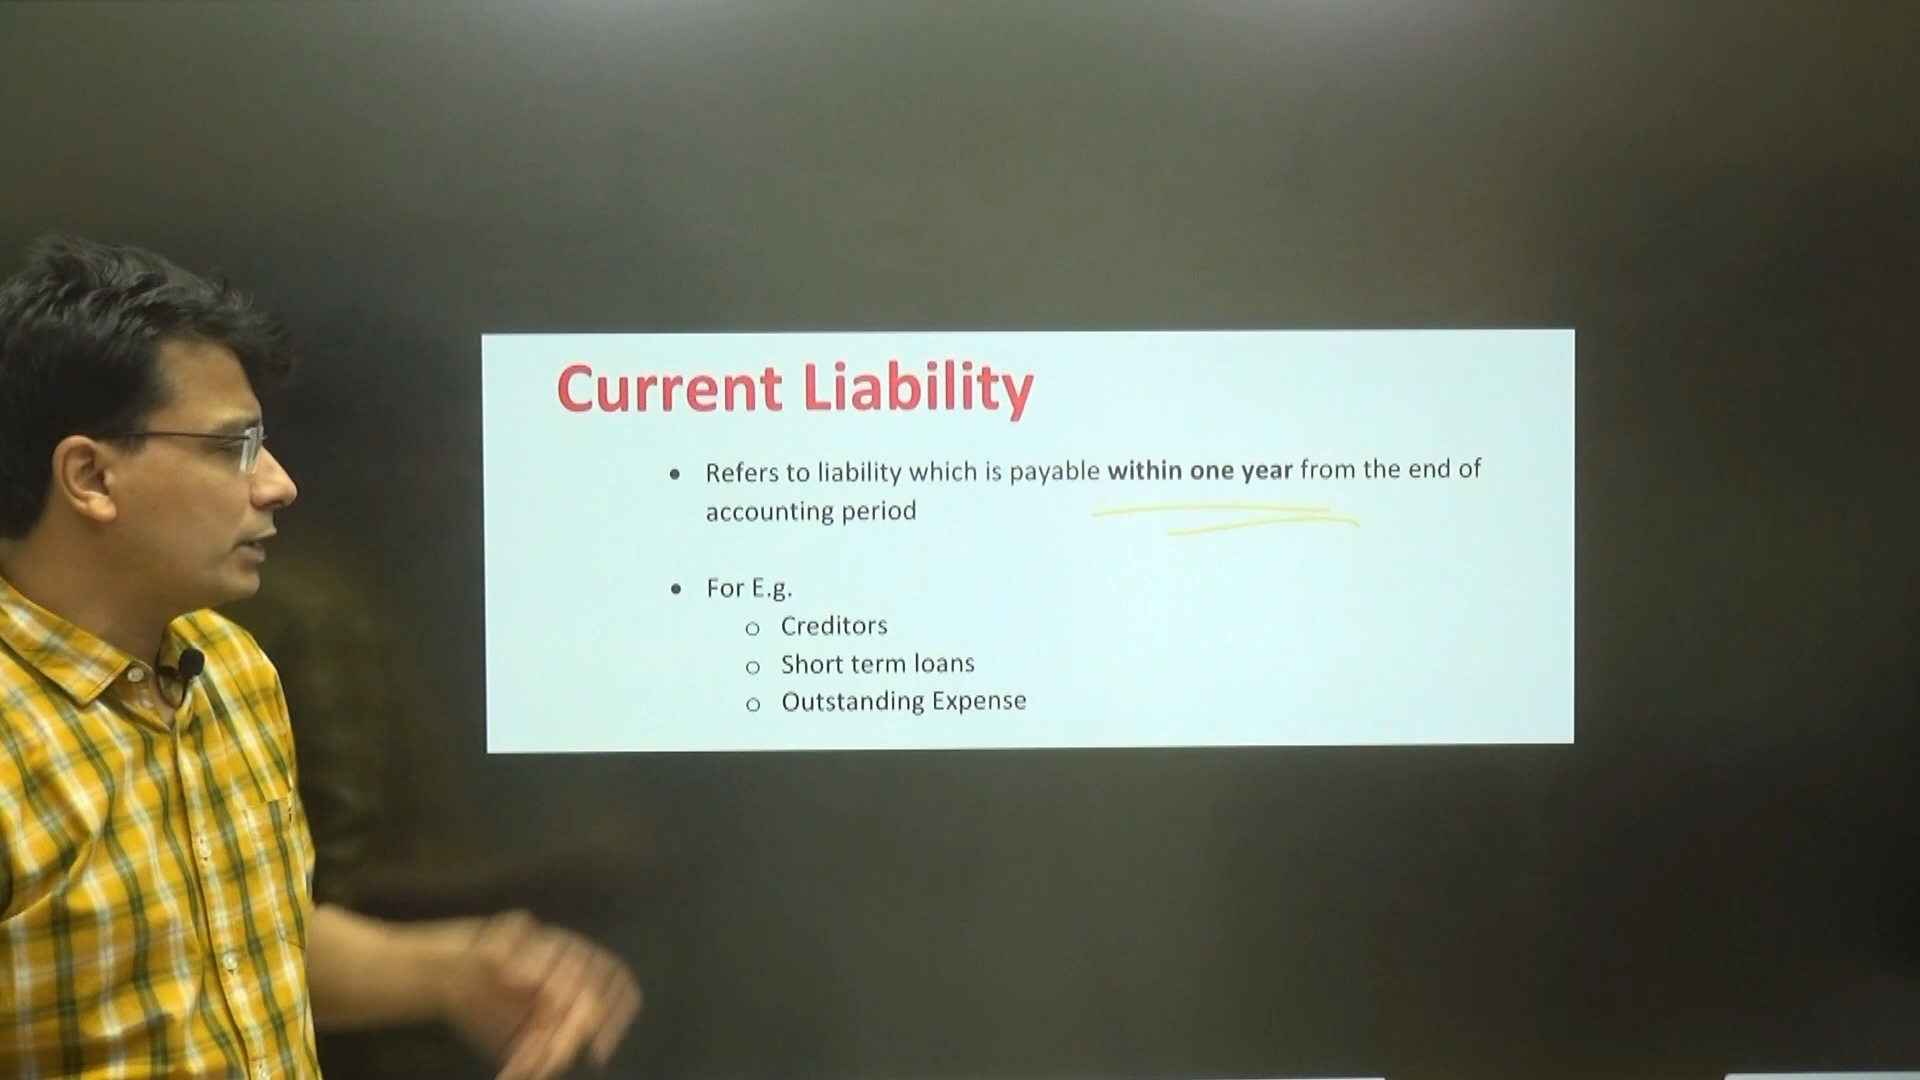 Current Liability
• Refers to liability which is payable within one year from the end of
accounting period
• For E.g.
o Creditors
o Short term loans
o Outstanding Expense